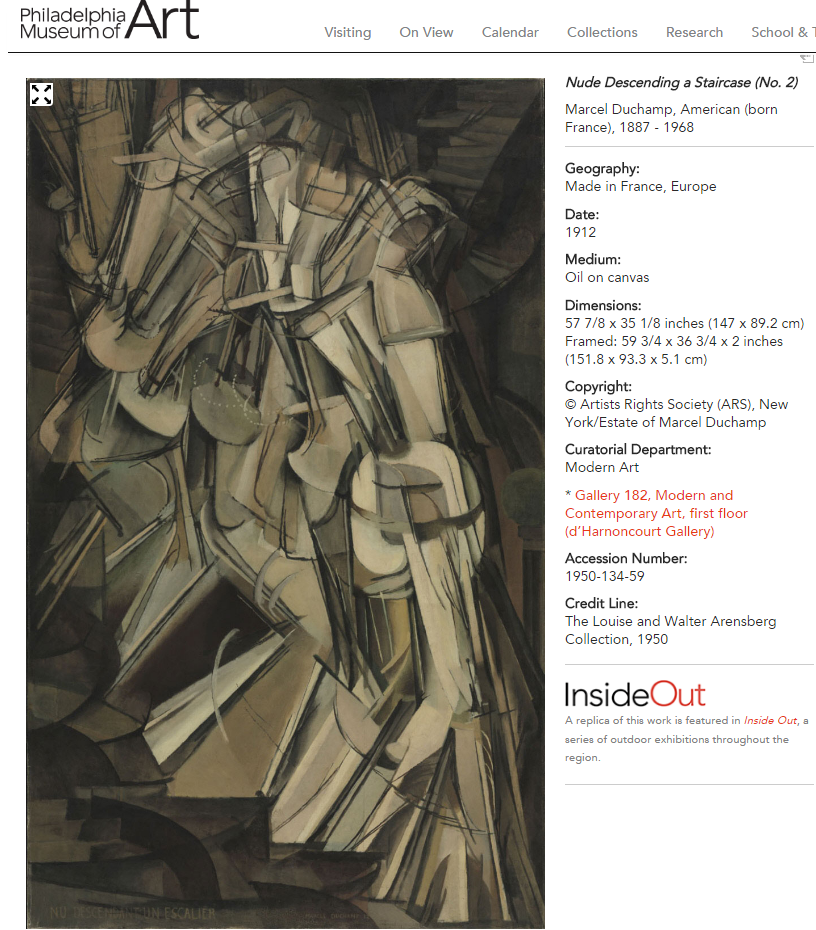 Philadelphia
Museum of Art
Visiting On View Calendar Collections Research School &
Nude Descending a Staircase (No. 2)
Marcel Duchamp, American (born
France), 1887 - 1968
Geography:
Made in France, Europe
Date:
1912
Medium:
Oil on canvas
Dimensions:
57 7/8 x 35 1/8 inches (147 x 89.2 cm)
Framed: 59 3/4 x 36 3/4 x 2 inches
(151.8 x 93.3 x 5.1 cm)
Copyright:
© Artists Rights Society (ARS), New
York/Estate of Marcel Duchamp
Curatorial Department:
Modern Art
* Gallery 182, Modern and
Contemporary Art, first floor
(d'Harnoncourt Gallery)
Accession Number:
1950-134-59
Credit Line:
The Louise and Walter Arensberg
Collection, 1950
InsideOut
A replica of this work is featured in Inside Out, a
series of outdoor exhibitions throughout the
region.
NU DESCENDANT UN ESCALIER